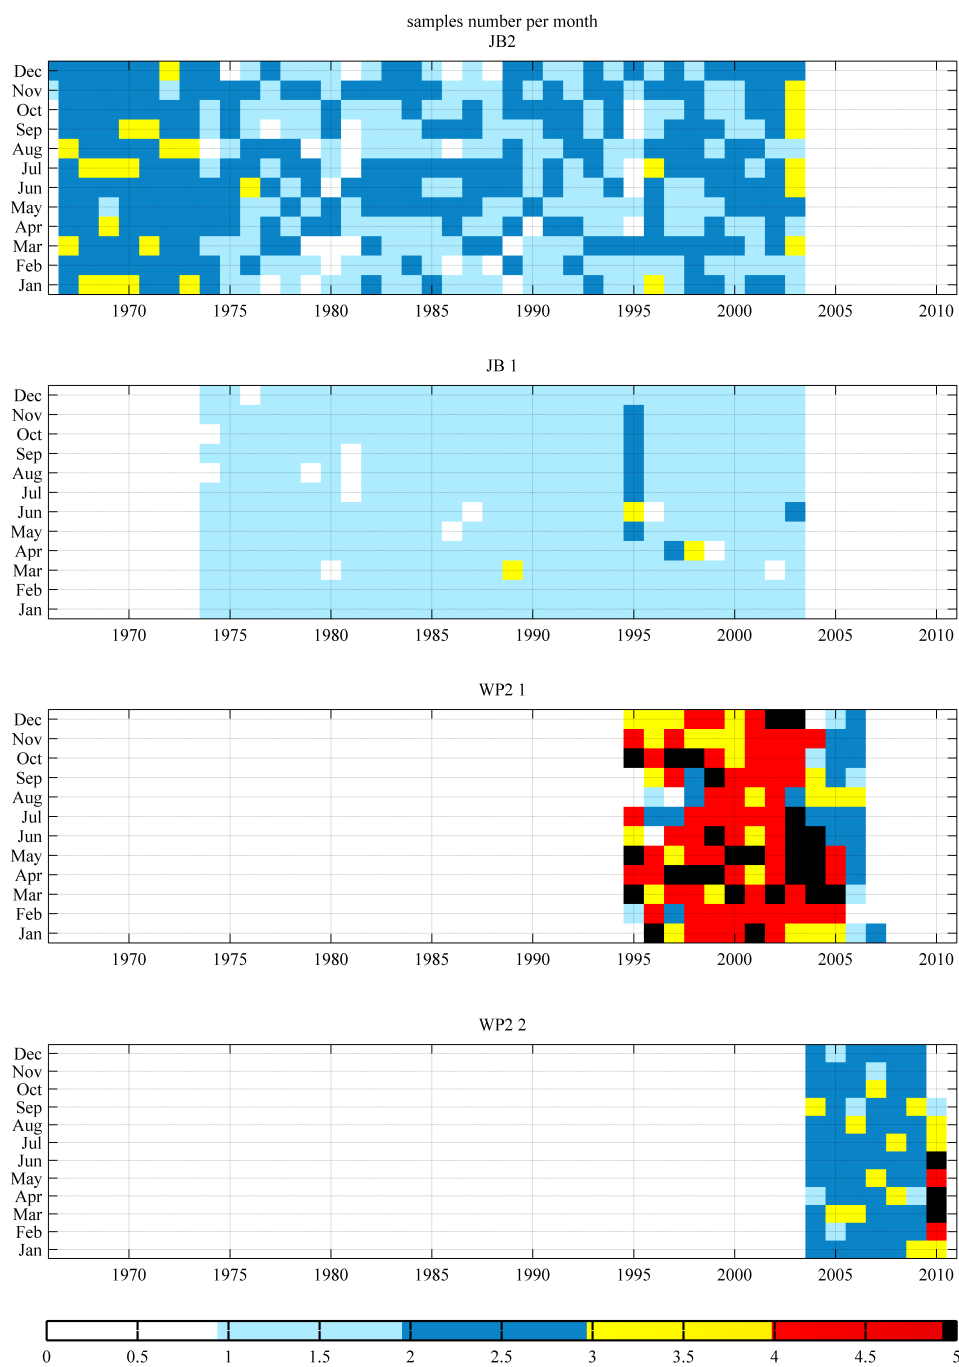 samples number per month
JB2
Dec
Nov
Oct
Sep
Aug
Jul
Jun
May
Apr
Mar
Feb
Jan
1970 1975 1980 1985 1990 1995 2000 2005 2010
JB 1
Dec
Nov
Oct
Sep
Aug
Jul
Jun
May
Apr
Mar
Feb
Jan
1970 1975 1980 1985 1990 1995 2000 2005 2010
WP2 1
Dec
Nov
Oct
Sep
Aug
Jul
Jun
May
Apr
Mar
Feb
Jan
1970 1975 1980 1985 1990 1995 2000 2005 2010
WP2 2
Dec
Nov
Oct
Sep
Aug
Jul
Jun
May
Apr
Mar
Feb
Jan
1970 1975 1980 1985 1990 1995 2000 2005 2010
0 0.5 1 1.5 2 2.5 3 3.5 4 4.5 5